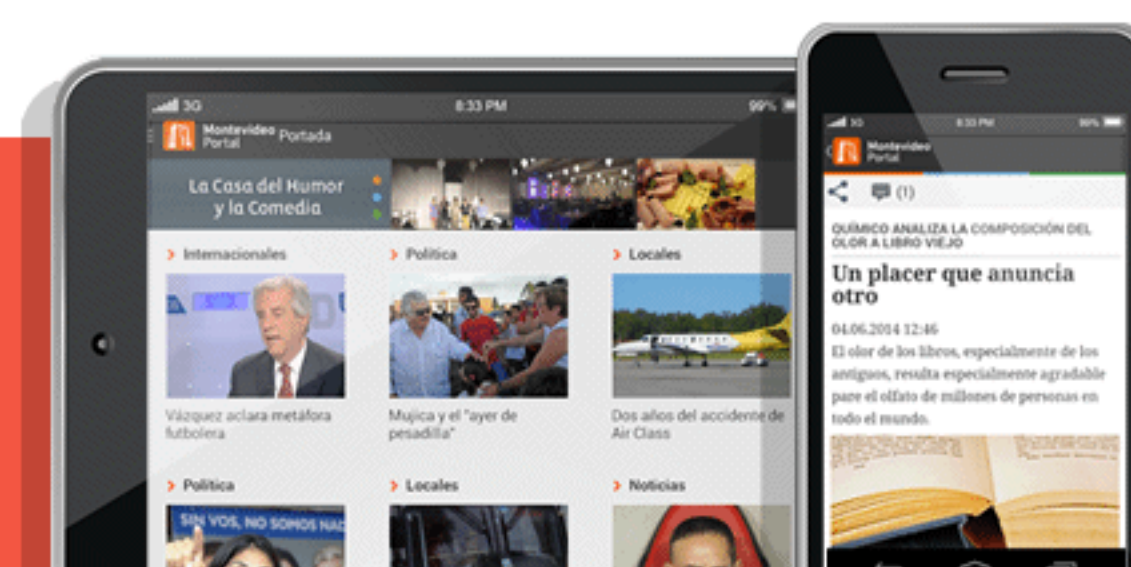 3G
8:33 PM
99%
Montevideo
Portal
Portada
La Casa del Humor
y la Comedia
Internacionales
Política
Locales
Vázquez aclara metáfora
futbolera
Mujica y el "ayer de
pesadilla"
Dos años del accidente de
Air Class
Política
Locales
Noticias
SIN VOS, NO SOMOS NAD
3G
8:33 PM
99%
Montevideo
Portal
(1)
QUÍMICO ANALIZA LA COMPOSICIÓN DEL
OLOR A LIBRO VIEJO
Un placer que anuncia
otro
04.06.2014 12:46
El olor de los libros, especialmente de los
antiguos, resulta especialmente agradable
pare el olfato de millones de personas en
todo el mundo.